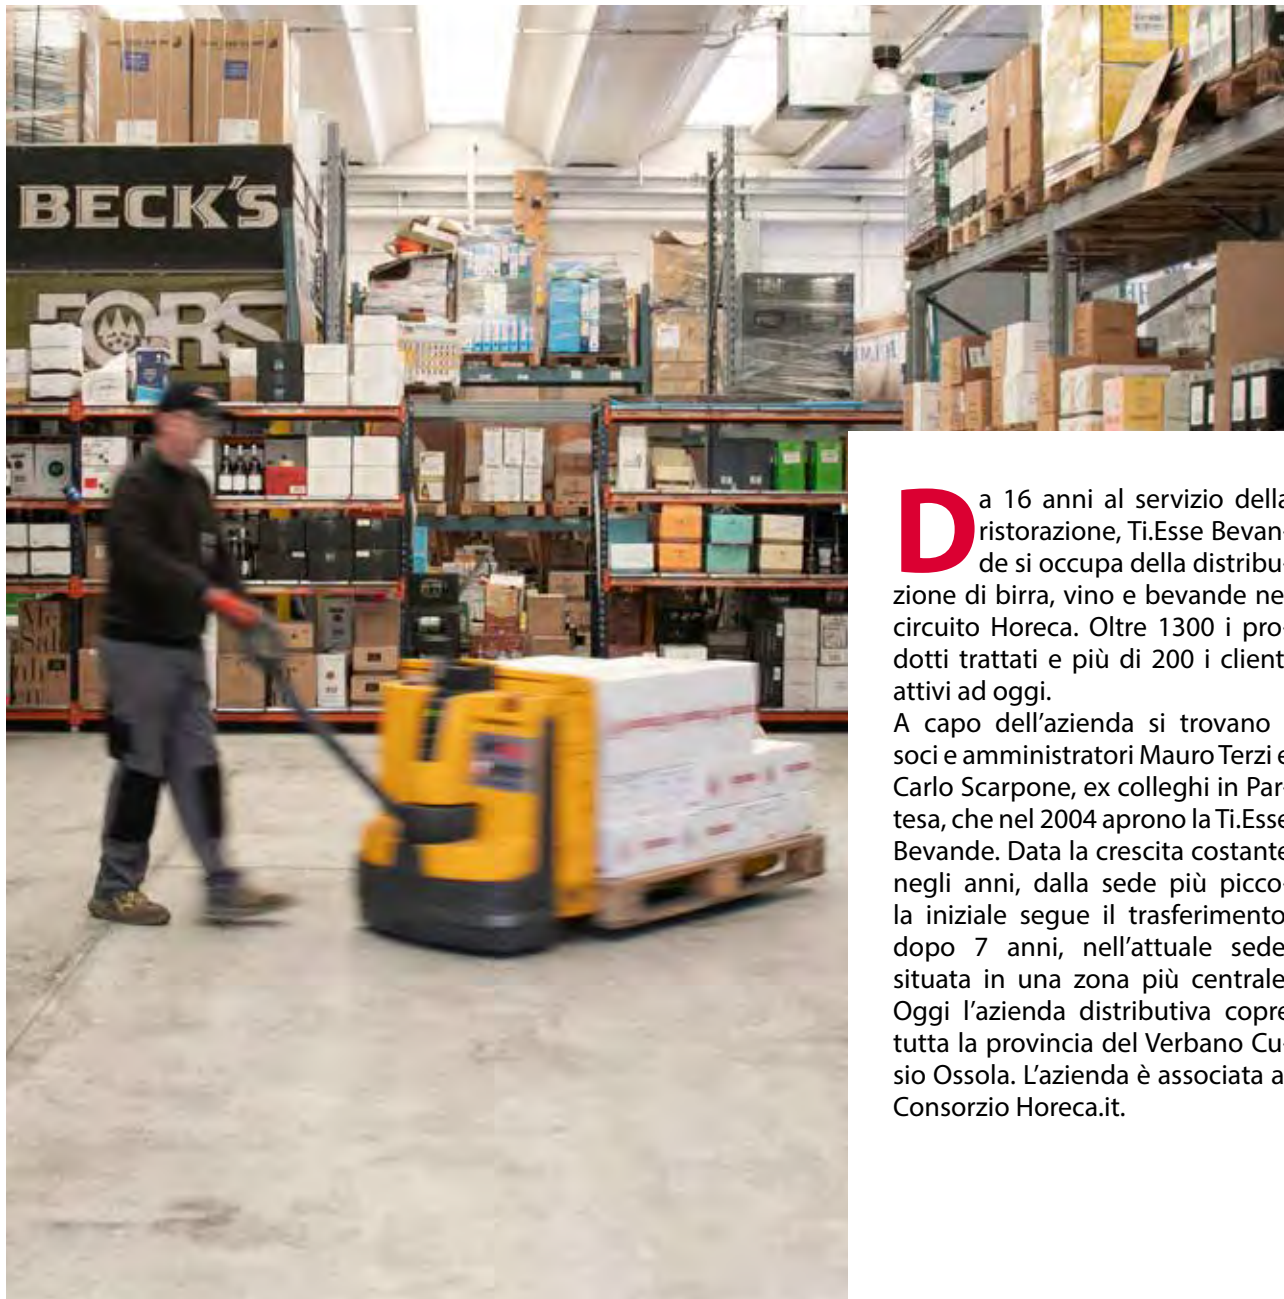 BECK'S
FORS
Da 16 anni al servizio della
ristorazione, Ti.Esse Bevan-
de si occupa della distribu-
zione di birra, vino e bevande ne
circuito Horeca. Oltre 1300 i pro-
dotti trattati e più di 200 i client
attivi ad oggi.
A capo dell'azienda si trovano
soci e amministratori Mauro Terzi e
Carlo Scarpone, ex colleghi in Par-
tesa, che nel 2004 aprono la Ti.Esse
Bevande. Data la crescita costante
negli anni, dalla sede più picco-
la iniziale segue il trasferimento
dopo 7 anni, nell'attuale sede
situata in una zona più centrale
Oggi l'azienda distributiva copre
tutta la provincia del Verbano Cu-
sio Ossola. L'azienda è associata a
Consorzio Horeca.it.